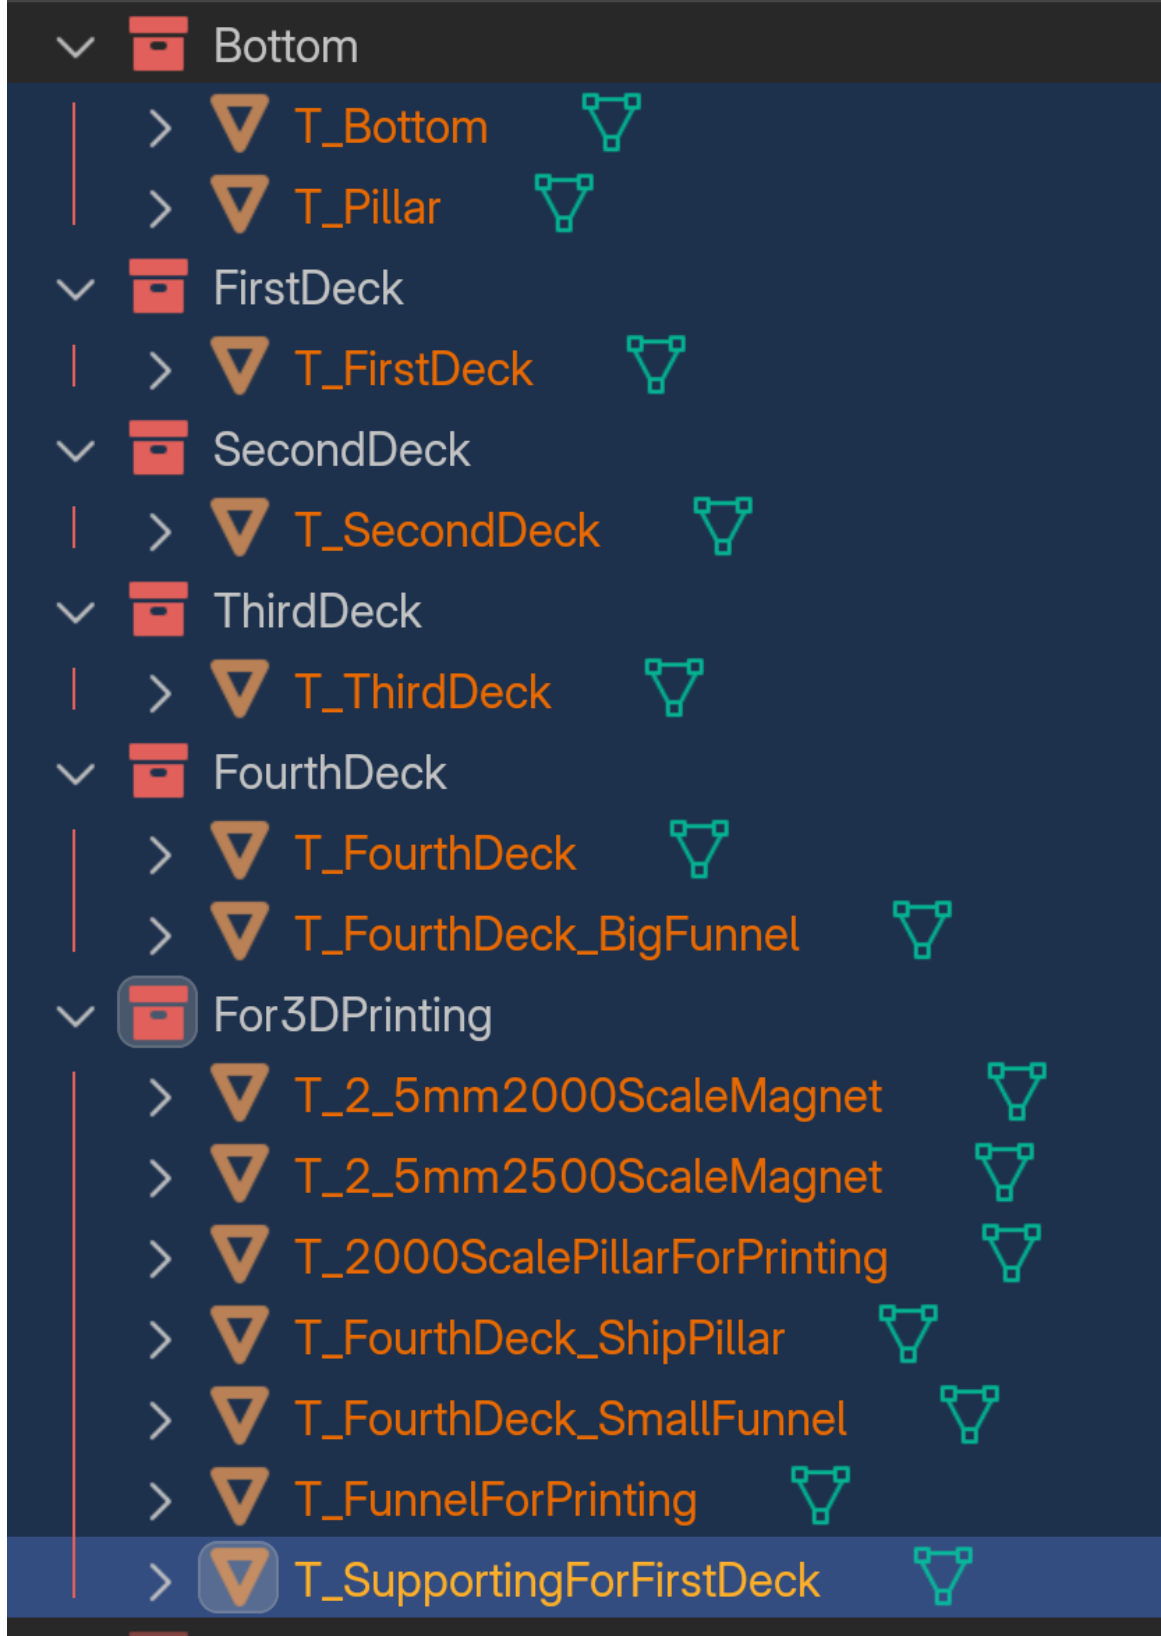 Bottom
T_Bottom
T_Pillar
FirstDeck
T_FirstDeck
SecondDeck
T_SecondDeck
ThirdDeck
T_ThirdDeck
FourthDeck
T_FourthDeck
T_FourthDeck_BigFunnel
For3DPrinting
T_2_5mm2000ScaleMagnet
T_2_5mm2500ScaleMagnet
T_2000ScalePillarForPrinting
T_FourthDeck_ShipPillar
T_FourthDeck_SmallFunnel
T_FunnelForPrinting
T_SupportingForFirstDeck